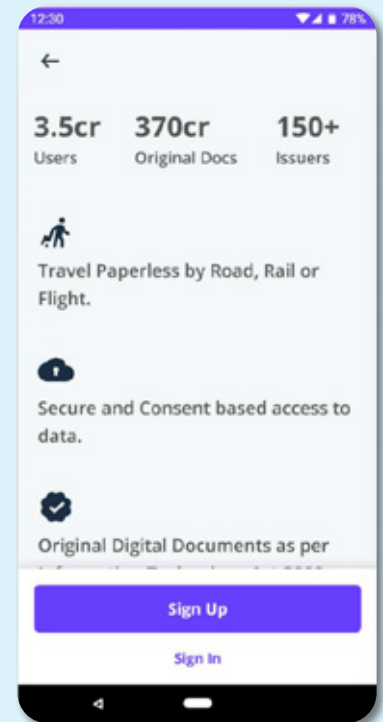 12:30 78%
3.5cr 370cr 150+
Users Original Docs Issuers
Travel Paperless by Road, Rail or
Flight.
Secure and Consent based access to
data.
Original Digital Documents as per
Sign Up
Sign In